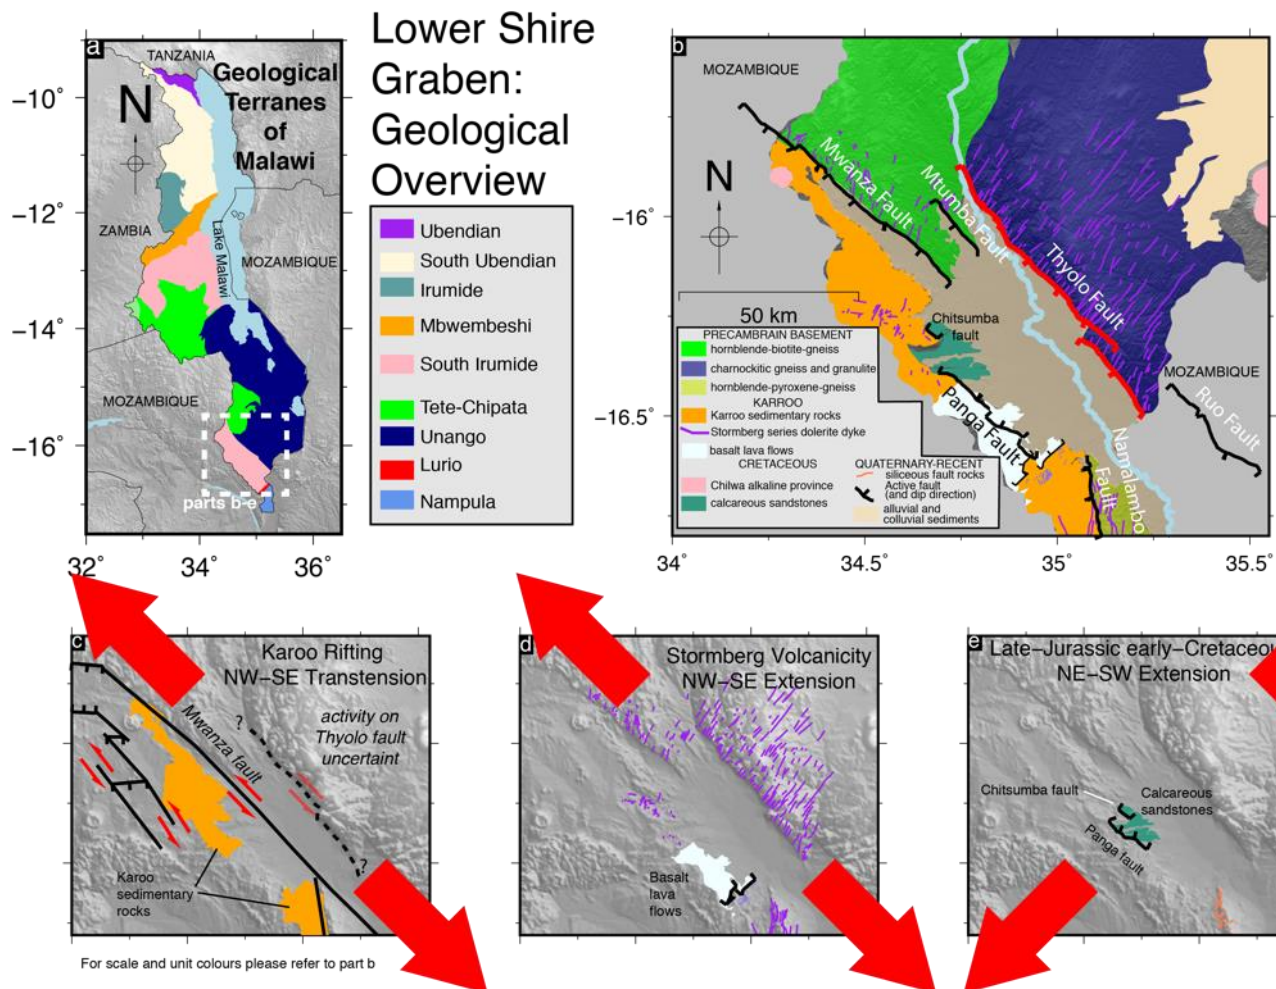 a
TANZANIA
Geological
Terranes
of
Malawi
N
−10°
−12°
−14°
−16°
ZAMBIA
Lake Malawi
MOZAMBIQUE
MOZAMBIQUE
parts b-e
32°
34°
36°
Lower Shire
Graben:
Geological
Overview
Ubendian
South Ubendian
Irumide
Mbwembeshi
South Irumide
Tete-Chipata
Unango
Lurio
Nampula
b
MOZAMBIQUE
N
Mwanza Fault
Mtumba Fault
Thyolo Fault
−16°
−16.5°
50 km
Chitsumba
fault
Panga Fault
MOZAMBIQUE
Ruo Fault
Namalambo
Fault
PRECAMBRAIN BASEMENT
hornblende-biotite-gneiss
charnockitic gneiss and granulite
hornblende-pyroxene-gneiss
KARROO
Karroo sedimentary rocks
Stormberg series dolerite dyke
basalt lava flows
CRETACEOUS
Chilwa alkaline province
calcareous sandstones
QUATERNARY-RECENT
siliceous fault rocks
Active fault
(and dip direction)
alluvial and
colluvial sediments
34°
34.5°
35°
35.5°
c
Karoo Rifting
NW−SE Transtension
Mwanza fault
?
activity on
Thyolo fault
uncertaint
?
Karoo
sedimentary
rocks
For scale and unit colours please refer to part b
d
Stormberg Volcanicity
NW−SE Extension
Basalt
lava
flows
e
Late−Jurassic early−Cretaceou
NE−SW Extension
Chitsumba fault
Calcareous
sandstones
Panga fault